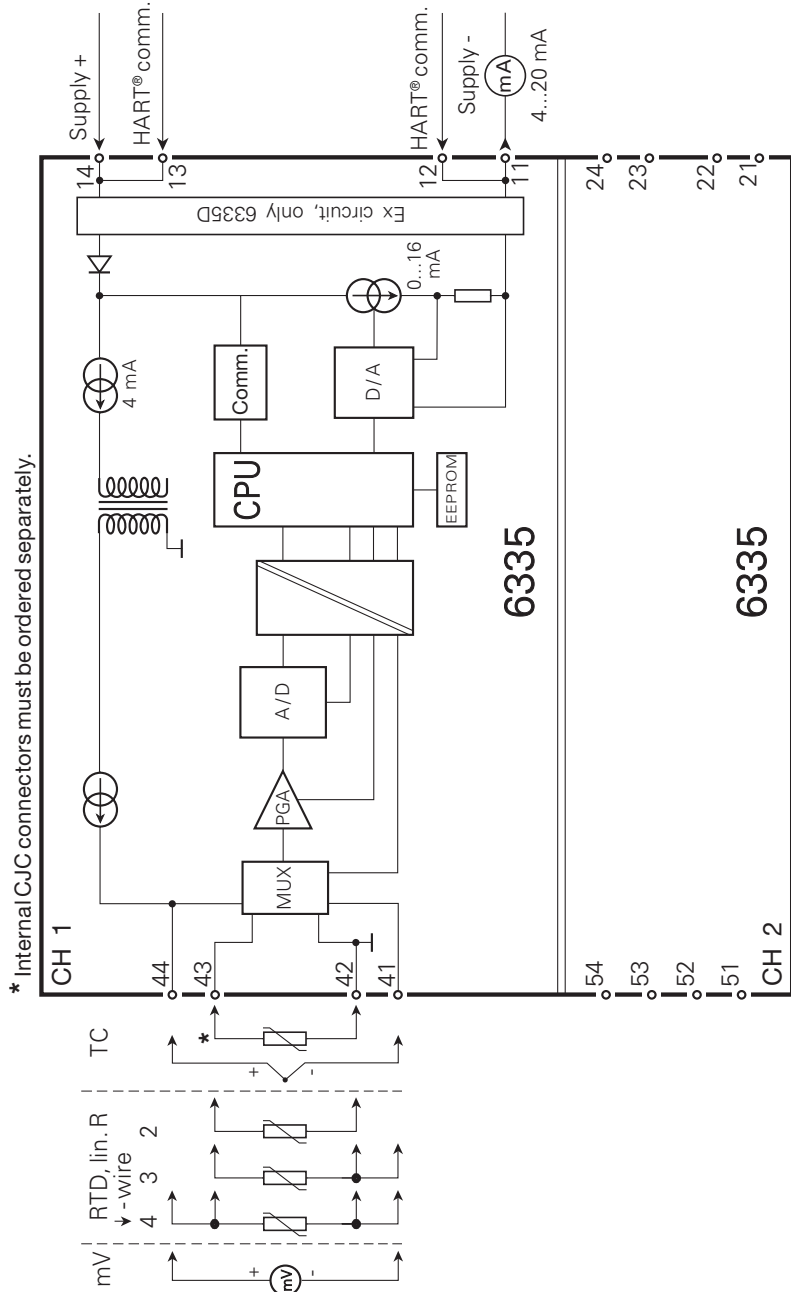 * Internal CJC connectors must be ordered separately.
mV
RTD, lin. R
-wire
4
3
2
TC
+
-
mV
+
-
*
CH 1
44
43
42
41
MUX
PGA
A/D
CPU
EEPROM
Comm.
D/A
4 mA
0...16
mA
Ex circuit, only 6335D
14
13
12
11
Supply +
HART® comm.
HART® comm.
Supply -
mA
4...20 mA
6335
CH 2
54
53
52
51
6335
24
23
22
21